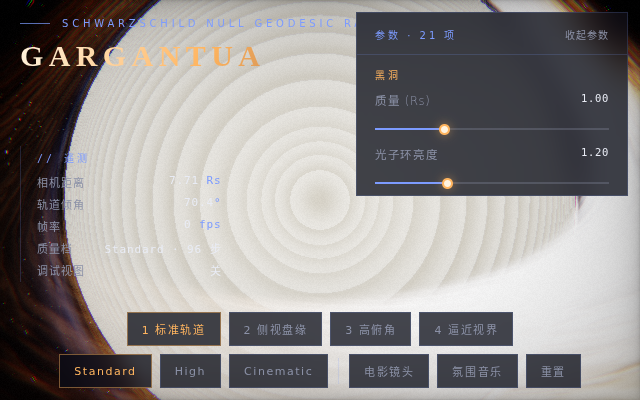 SCHWARZSCHILD NULL GEODESIC
GARGANTUA
参数 · 21 项
收起参数
黑洞
质量 (Rs)
1.00
光子环亮度
1.20
// 遥测
相机距离 7.71 Rs
轨道倾角
帧率 fps
质量档 Standard · 96
调试视图 关
1 标准轨道
2 侧视盘缘
3 高俯角
4 逼近视界
Standard
High
Cinematic
电影镜头
氛围音乐
重置